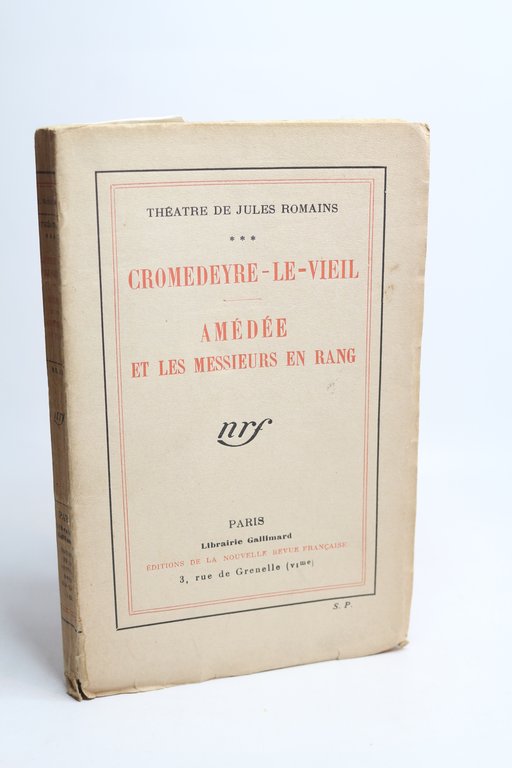 THÉATRE DE JULES ROMAINS
***
CROMEDEYRE-LE-VIEIL
AMÉDÉE
ET LES MESSIEURS EN RANG
nrf
PARIS
Librairie Gallimard
ÉDITIONS DE LA NOUVELLE REVUE FRANÇAISE
3, rue de Grenelle (VIme)
S. P.
nrf